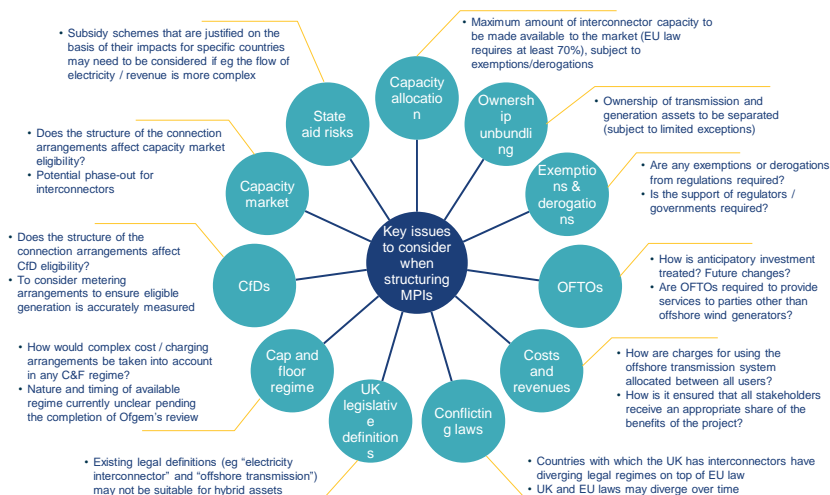 • Maximum amount of interconnector capacity to
be made available to the market (EU law
requires at least 70%), subject to
exemptions/derogations
• Subsidy schemes that are justified on the
basis of their impacts for specific countries
may need to be considered if eg the flow of
electricity / revenue is more complex
Capacity
allocatio
n
State
aid risks
Ownersh
ip
unbundli
ng
• Ownership of transmission and
generation assets to be separated
(subject to limited exceptions)
• Does the structure of the connection
arrangements affect capacity market
eligibility?
• Potential phase-out for
interconnectors
Capacity
market
Exemptio
ns &
derogatio
ns
• Are any exemptions or derogations
from regulations required?
• Is the support of regulators /
governments required?
Key issues
to consider
when
structuring
MPIs
• Does the structure of the
connection arrangements affect
CfD eligibility?
• To consider metering
arrangements to ensure eligible
generation is accurately measured
CfDs
OFTOs
• How is anticipatory investment
treated? Future changes?
• Are OFTOs required to provide
services to parties other than
offshore wind generators?
• How would complex cost / charging
arrangements be taken into account
in any C&F regime?
• Nature and timing of available
regime currently unclear pending
the completion of Ofgem's review
Cap and
floor
regime
Costs
and
revenues
• How are charges for using the
offshore transmission system
allocated between all users?
• How is it ensured that all stakeholders
receive an appropriate share of the
benefits of the project?
UK
legislativ
e
definition
s
Conflictin
g laws
• Existing legal definitions (eg "electricity
interconnector" and "offshore transmission")
may not be suitable for hybrid assets
• Countries with which the UK has interconnectors have
diverging legal regimes on top of EU law
• UK and EU laws may diverge over time